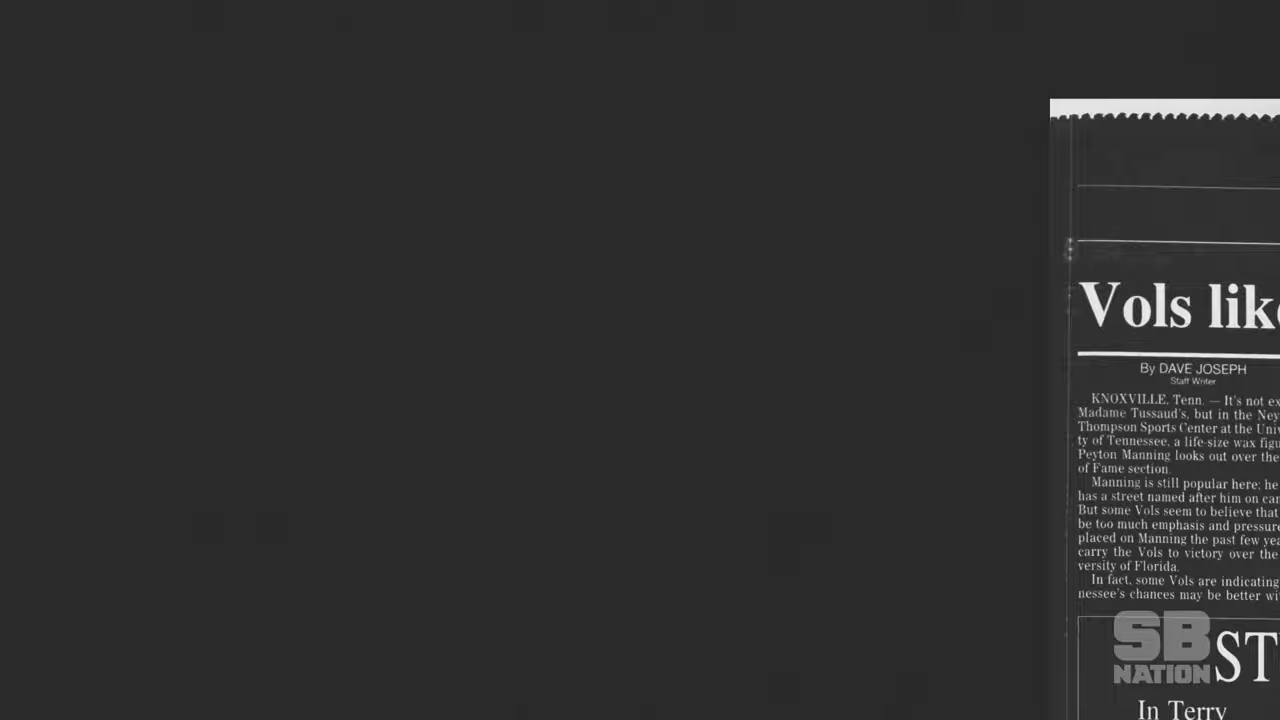 Vols lik
By DAVE JOSEPH
Staff Writer
KNOXVILLE, Tenn. — It's not ex
Madame Tussaud's, but in the Ney
Thompson Sports Center at the Univ
ty of Tennessee, a life-size wax figu
Peyton Manning looks out over the
of Fame section.
Manning is still popular here; he
has a street named after him on cam
But some Vols seem to believe that
be too much emphasis and pressure
placed on Manning the past few yea
carry the Vols to victory over the
versity of Florida.
In fact, some Vols are indicating
nessee's chances may be better wi
SB
NATION
ST
In Terry